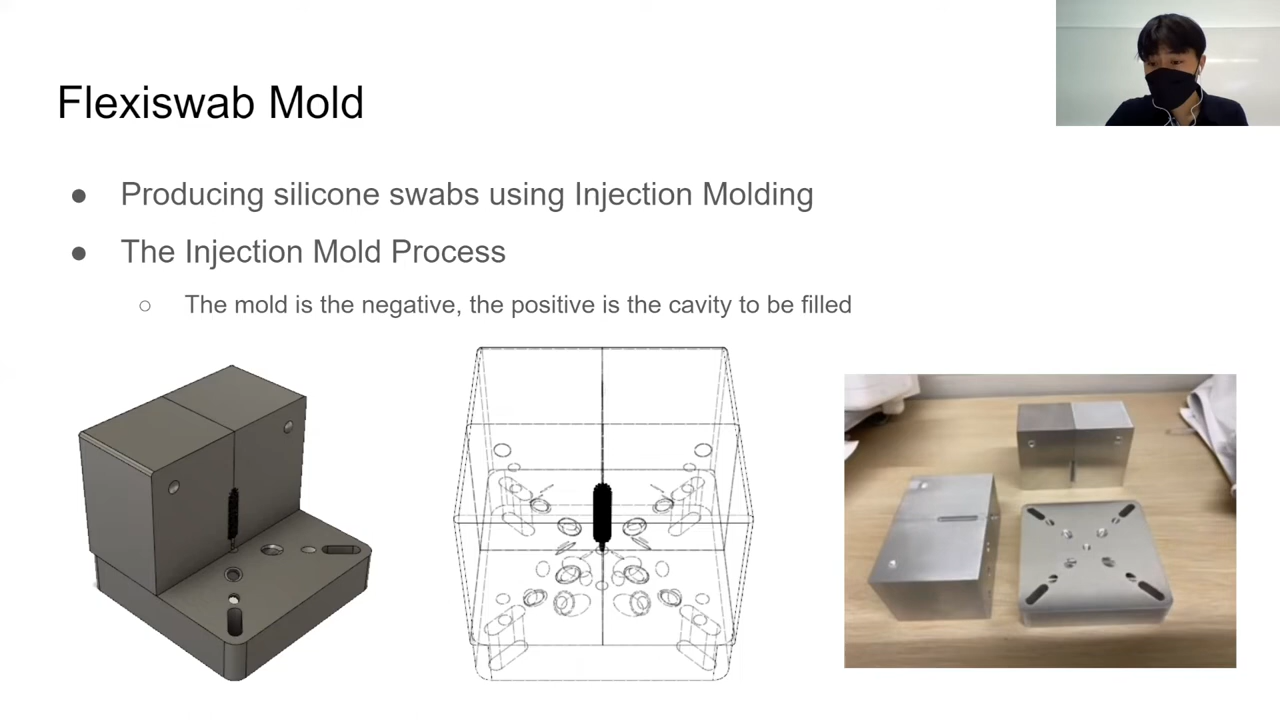 Flexiswab Mold
● Producing silicone swabs using Injection Molding
● The Injection Mold Process
○ The mold is the negative, the positive is the cavity to be filled